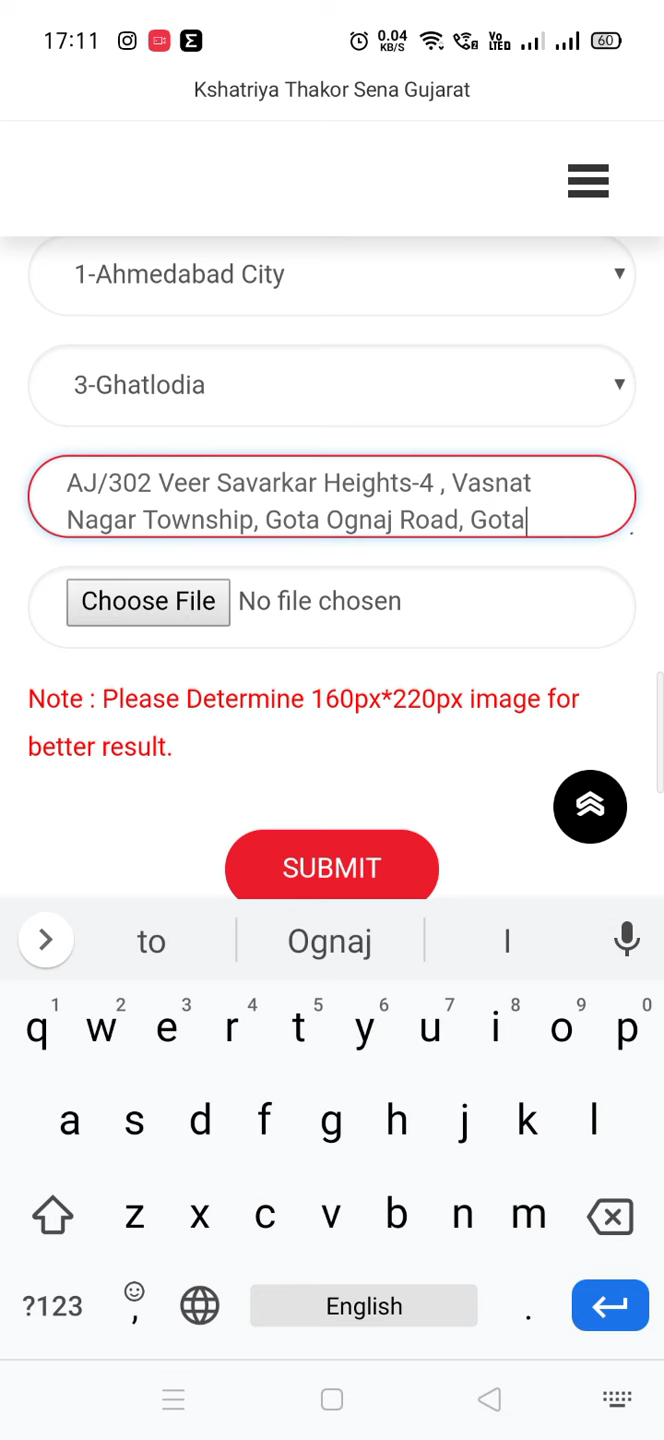 17:11 0.04 KB/S Vo LTE 60
Kshatriya Thakor Sena Gujarat
1-Ahmedabad City
3-Ghatlodia
AJ/302 Veer Savarkar Heights-4 , Vasnat
Nagar Township, Gota Ognaj Road, Gota
Choose File No file chosen
Note : Please Determine 160px*220px image for
better result.
SUBMIT
to Ognaj I
1 2 3 4 5 6 7 8 9 0
q w e r t y u i o p
a s d f g h j k l
z x c v b n m
?123 , English .